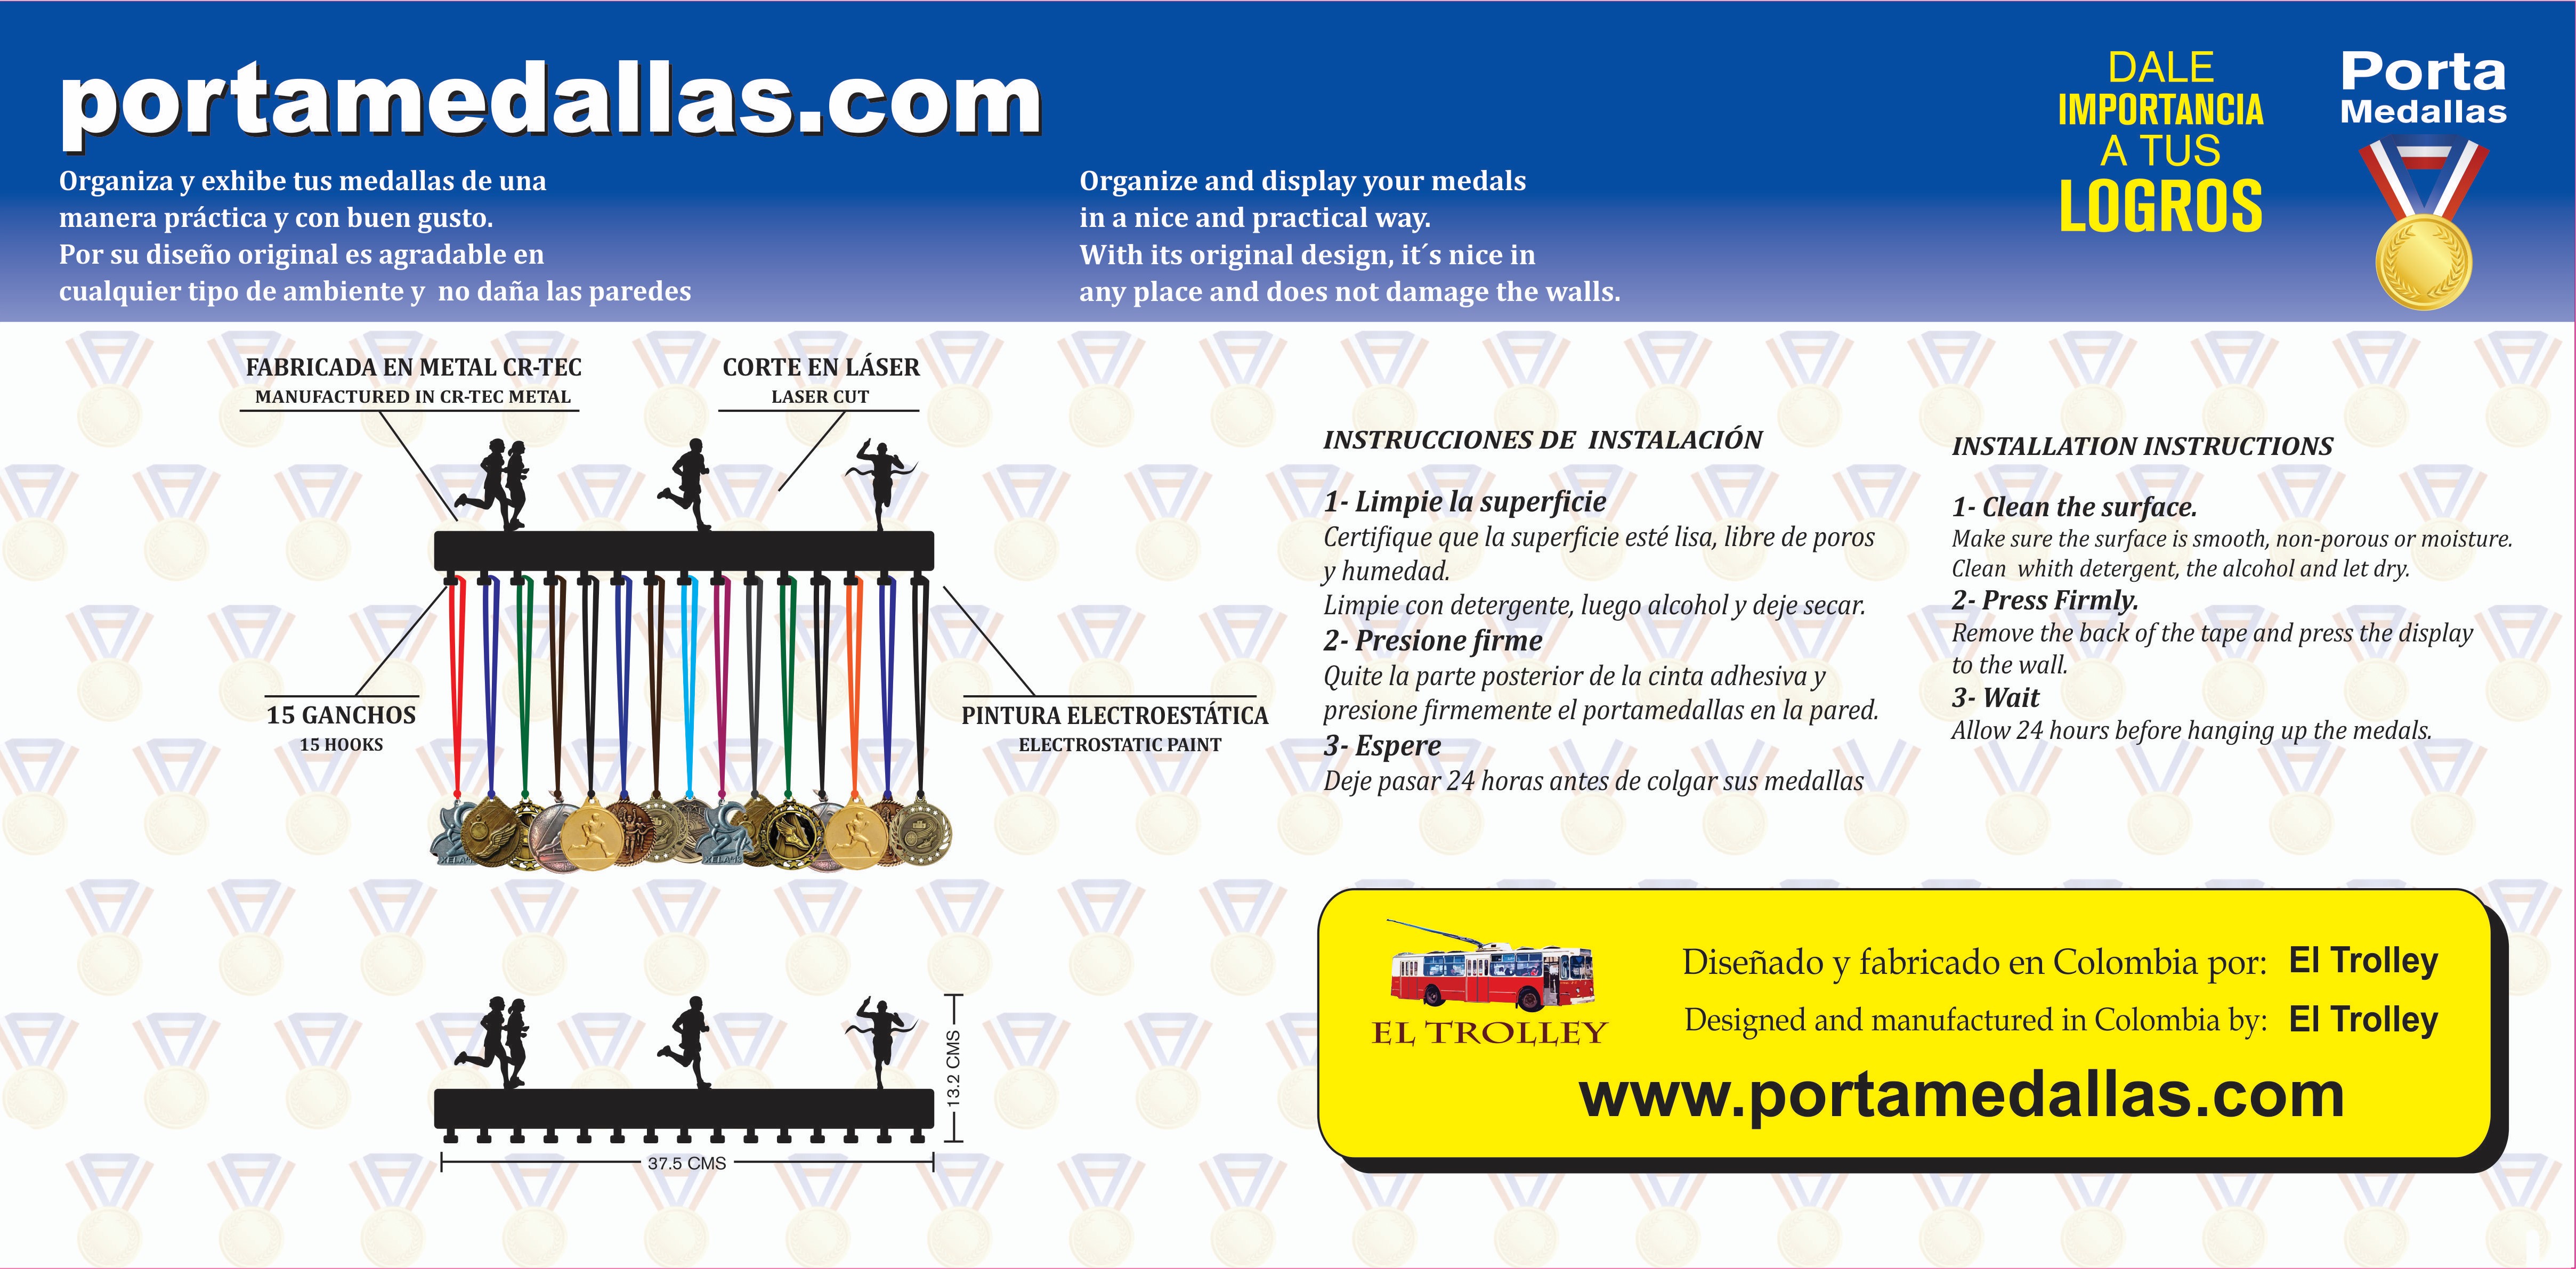 portamedallas.com
Organiza y exhibe tus medallas de una
manera práctica y con buen gusto.
Por su diseño original es agradable en
cualquier tipo de ambiente y no daña las paredes
Organize and display your medals
in a nice and practical way.
With its original design, it´s nice in
any place and does not damage the walls.
DALE
IMPORTANCIA
A TUS
LOGROS
Porta
Medallas
FABRICADA EN METAL CR-TEC
MANUFACTURED IN CR-TEC METAL
CORTE EN LÁSER
LASER CUT
15 GANCHOS
15 HOOKS
PINTURA ELECTROESTÁTICA
ELECTROSTATIC PAINT
XELA'13
XELA'13
13.2 CMS
37.5 CMS
INSTRUCCIONES DE INSTALACIÓN
1- Limpie la superficie
Certifique que la superficie esté lisa, libre de poros
y humedad.
Limpie con detergente, luego alcohol y deje secar.
2- Presione firme
Quite la parte posterior de la cinta adhesiva y
presione firmemente el portamedallas en la pared.
3- Espere
Deje pasar 24 horas antes de colgar sus medallas
INSTALLATION INSTRUCTIONS
1- Clean the surface.
Make sure the surface is smooth, non-porous or moisture.
Clean whith detergent, the alcohol and let dry.
2- Press Firmly.
Remove the back of the tape and press the display
to the wall.
3- Wait
Allow 24 hours before hanging up the medals.
EL TROLLEY
Diseñado y fabricado en Colombia por: El Trolley
Designed and manufactured in Colombia by: El Trolley
www.portamedallas.com